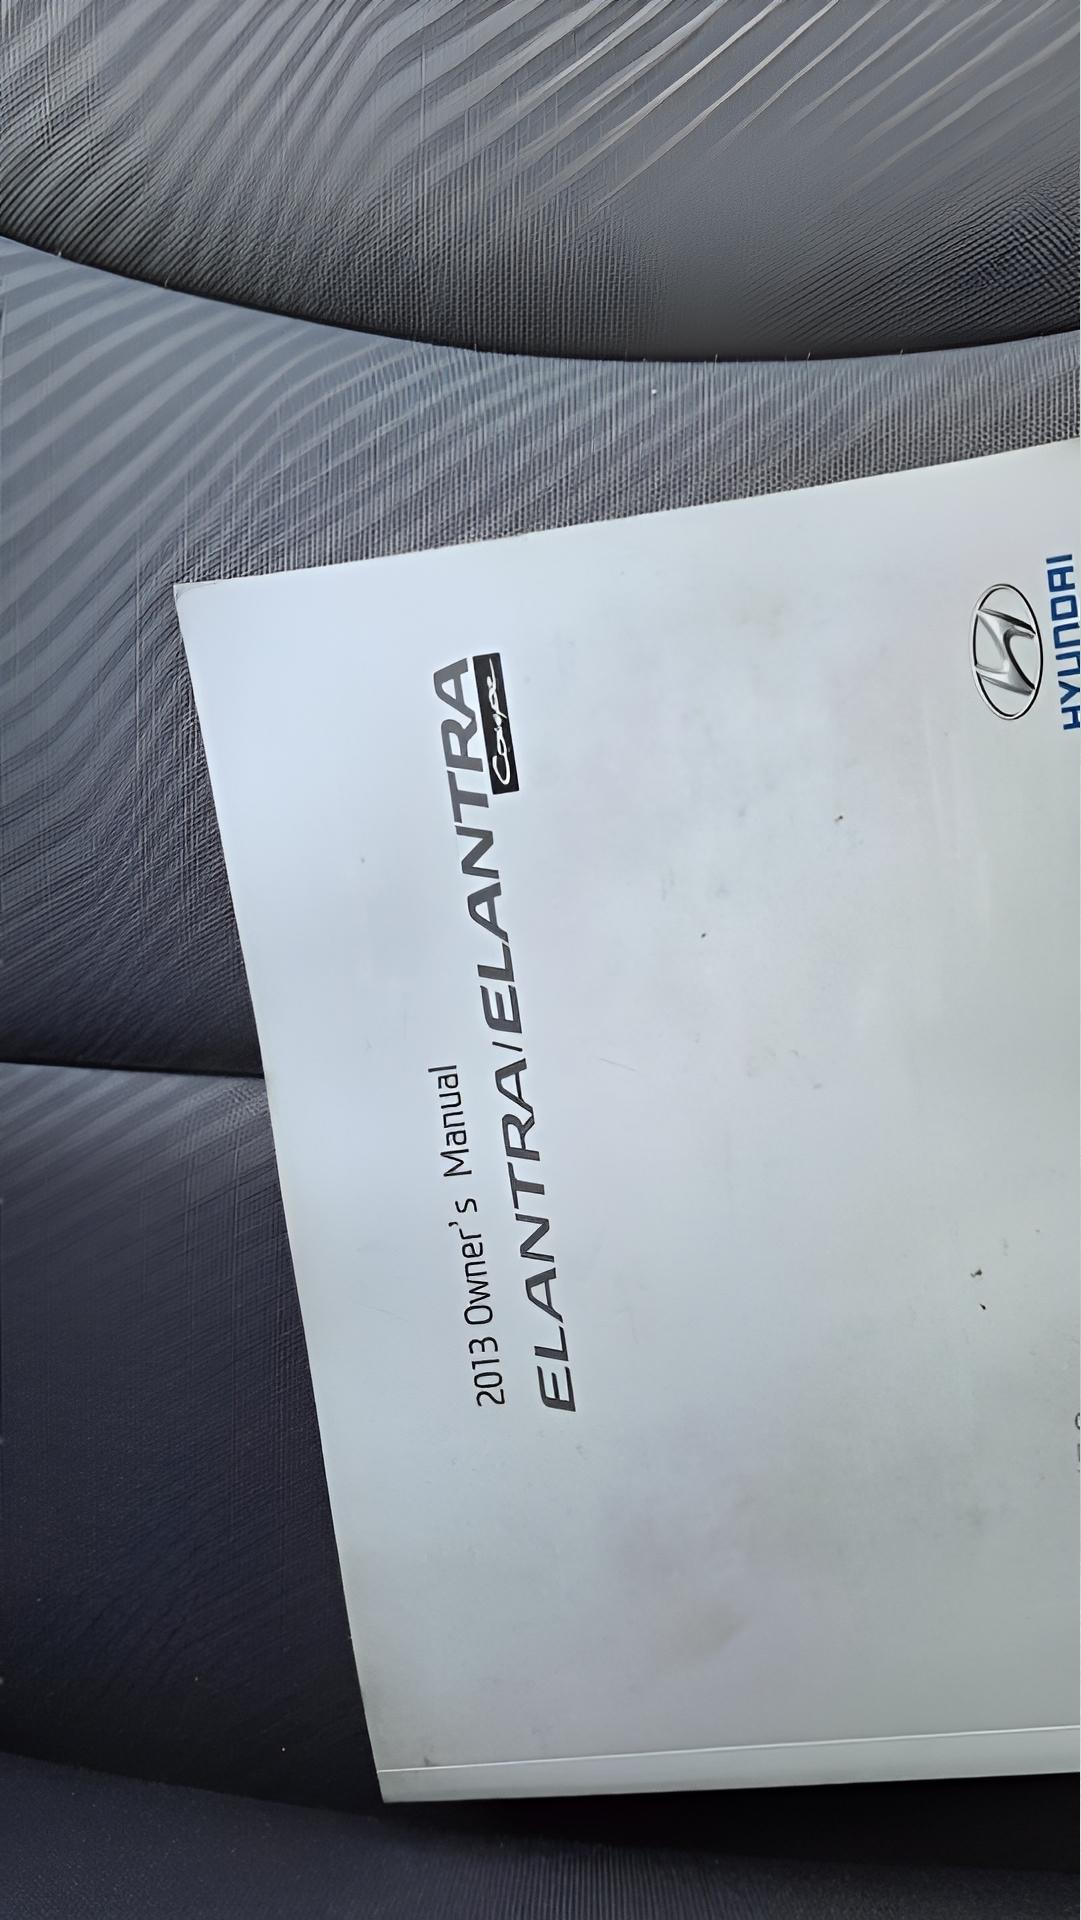 2013 Owner's Manual
ELANTRA/ELANTRA
Coupe
HYUNDAI